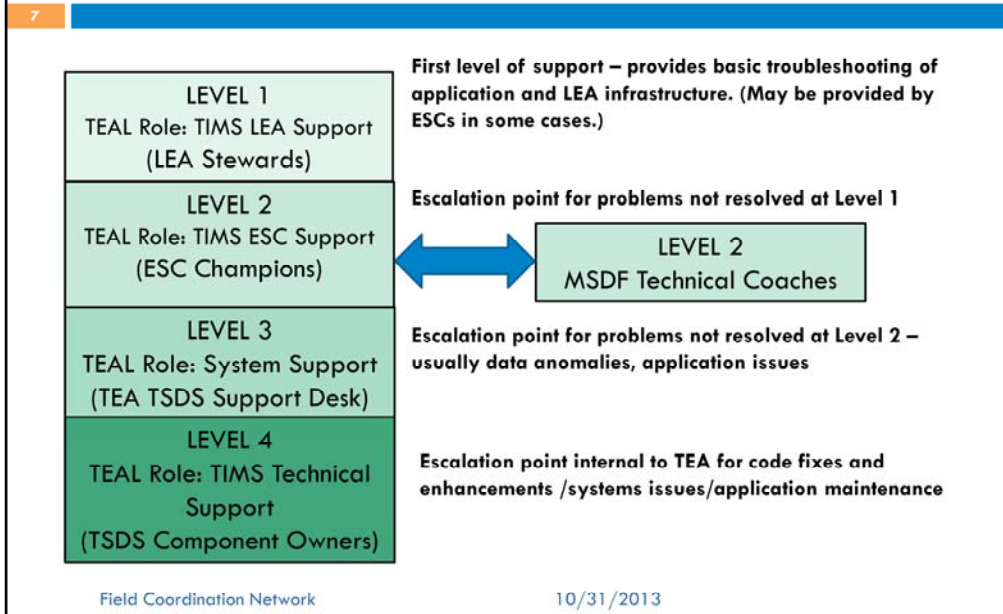 7
LEVEL 1
TEAL Role: TIMS LEA Support
(LEA Stewards)
First level of support – provides basic troubleshooting of
application and LEA infrastructure. (May be provided by
ESCs in some cases.)
LEVEL 2
TEAL Role: TIMS ESC Support
(ESC Champions)
Escalation point for problems not resolved at Level 1
LEVEL 2
MSDF Technical Coaches
LEVEL 3
TEAL Role: System Support
(TEA TSDS Support Desk)
Escalation point for problems not resolved at Level 2 –
usually data anomalies, application issues
LEVEL 4
TEAL Role: TIMS Technical
Support
(TSDS Component Owners)
Escalation point internal to TEA for code fixes and
enhancements /systems issues/application maintenance
Field Coordination Network
10/31/2013